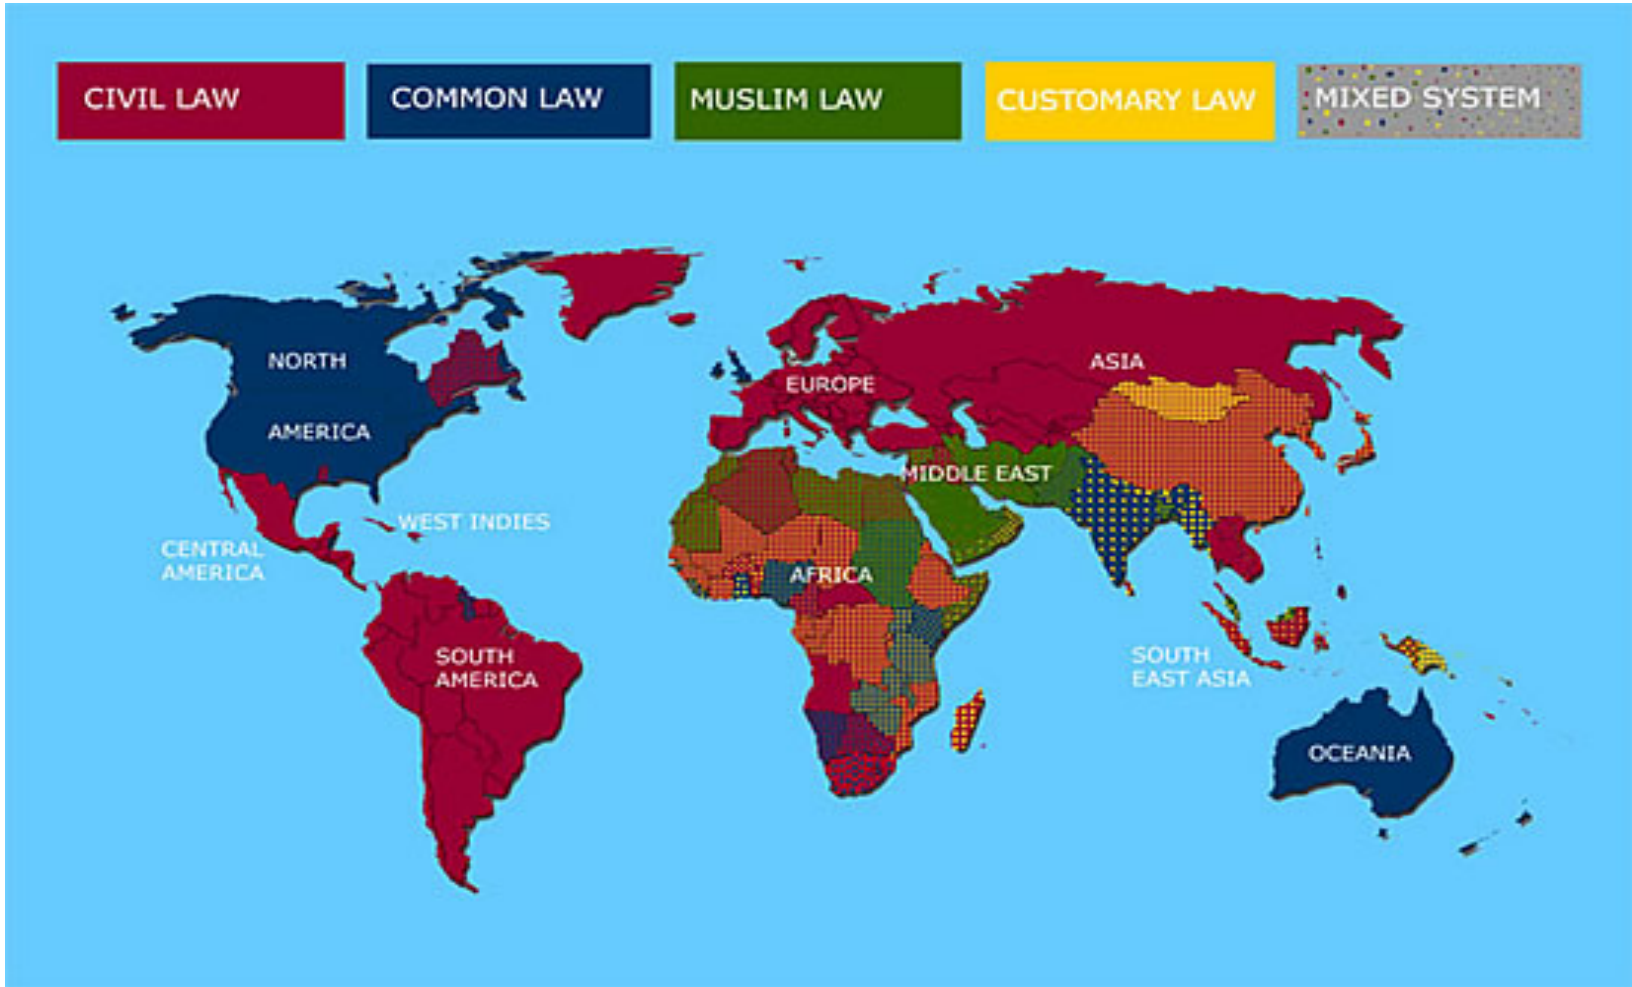 CIVIL LAW
COMMON LAW
MUSLIM LAW
CUSTOMARY LAW
MIXED SYSTEM
NORTH
AMERICA
EUROPE
ASIA
MIDDLE EAST
WEST INDIES
CENTRAL
AMERICA
AFRICA
SOUTH
AMERICA
SOUTH
EAST ASIA
OCEANIA